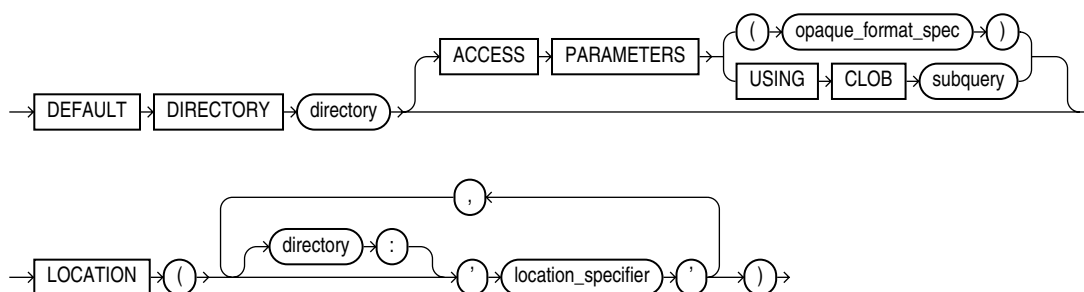 ( opaque_format_spec )
ACCESS PARAMETERS
USING CLOB subquery
DEFAULT DIRECTORY directory
,
directory :
LOCATION ( ' location_specifier ' )